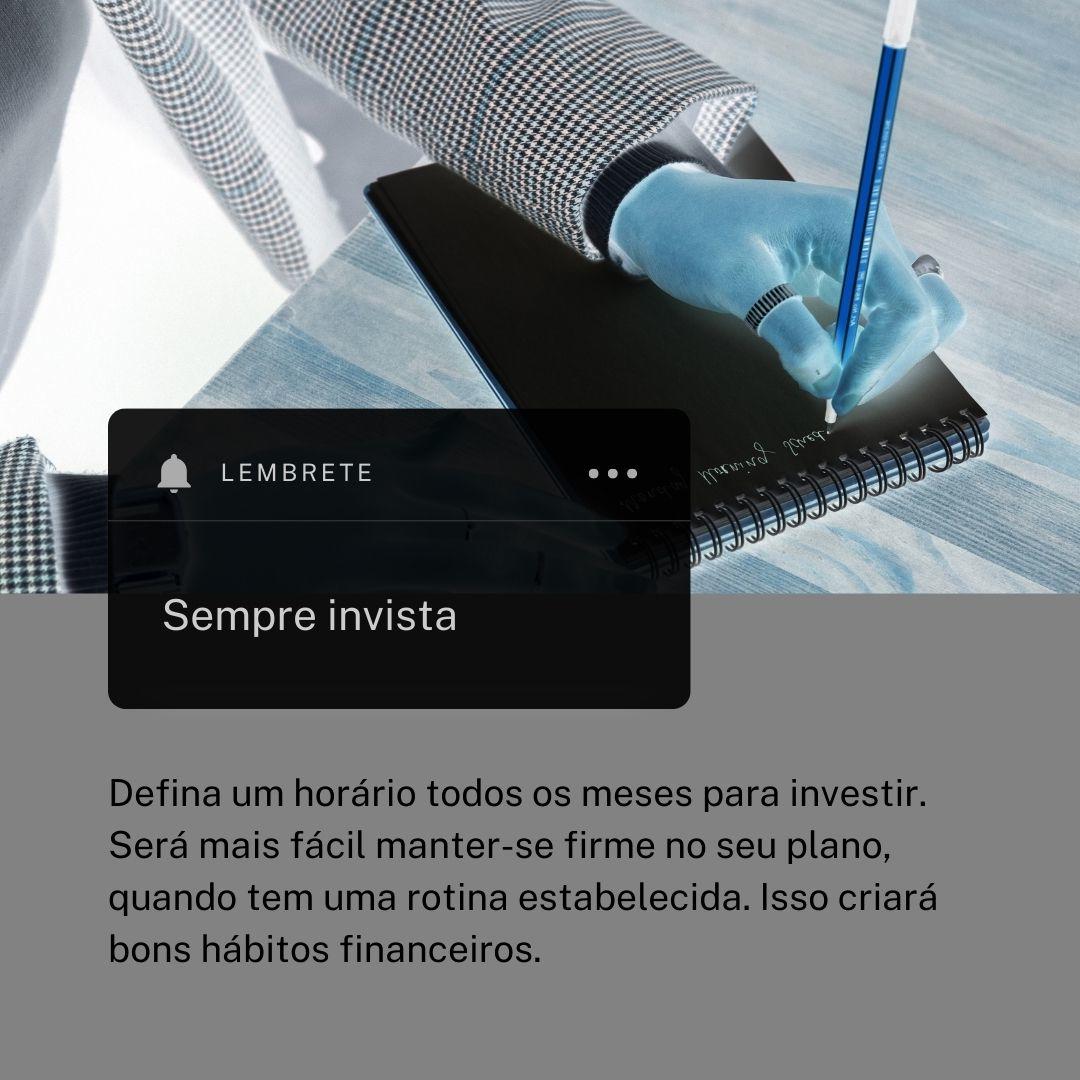 LEMBRETE
Sempre invista
Defina um horário todos os meses para investir.
Será mais fácil manter-se firme no seu plano,
quando tem uma rotina estabelecida. Isso criará
bons hábitos financeiros.